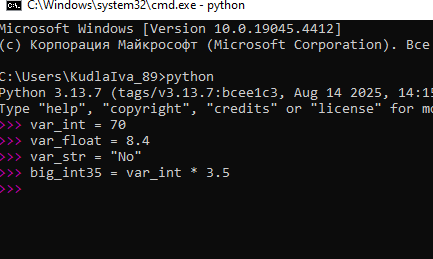 C:\Windows\system32\cmd.exe - python
Microsoft Windows [Version 10.0.19045.4412]
(c) Корпорация Майкрософт (Microsoft Corporation). Все
C:\Users\KudlaIva_89>python
Python 3.13.7 (tags/v3.13.7:bcee1c3, Aug 14 2025, 14:15
Type "help", "copyright", "credits" or "license" for mo
>>> var_int = 70
>>> var_float = 8.4
>>> var_str = "No"
>>> big_int35 = var_int * 3.5
>>>